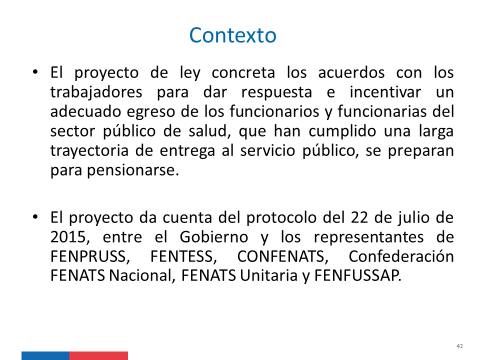 Contexto
• El proyecto de ley concreta los acuerdos con los
trabajadores para dar respuesta e incentivar un
adecuado egreso de los funcionarios y funcionarias del
sector público de salud, que han cumplido una larga
trayectoria de entrega al servicio público, se preparan
para pensionarse.
• El proyecto da cuenta del protocolo del 22 de julio de
2015, entre el Gobierno y los representantes de
FENPRUSS, FENTESS, CONFENATS, Confederación
FENATS Nacional, FENATS Unitaria y FENFUSSAP.
42